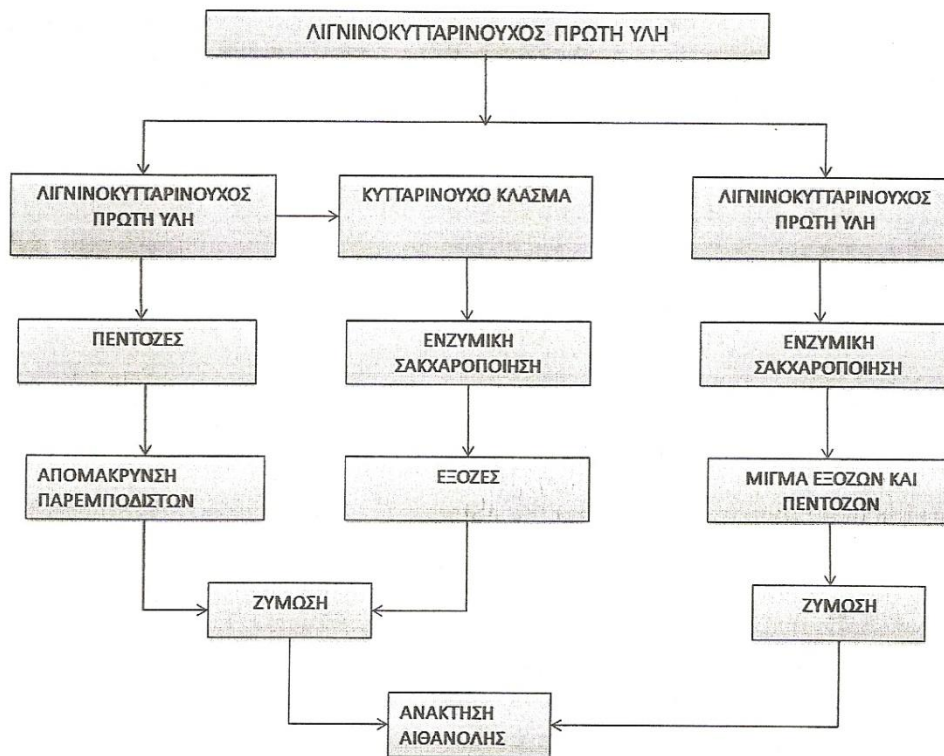 ΛΙΓΝΙΝΟΚΥΤΤΑΡΙΝΟΥΧΟΣ ΠΡΩΤΗ ΥΛΗ
ΛΙΓΝΙΝΟΚΥΤΤΑΡΙΝΟΥΧΟΣ
ΠΡΩΤΗ ΥΛΗ
ΚΥΤΤΑΡΙΝΟΥΧΟ ΚΛΑΣΜΑ
ΛΙΓΝΙΝΟΚΥΤΤΑΡΙΝΟΥΧΟΣ
ΠΡΩΤΗ ΥΛΗ
ΠΕΝΤΟΖΕΣ
ΕΝΖΥΜΙΚΗ
ΣΑΚΧΑΡΟΠΟΙΗΣΗ
ΕΝΖΥΜΙΚΗ
ΣΑΚΧΑΡΟΠΟΙΗΣΗ
ΑΠΟΜΑΚΡΥΝΣΗ
ΠΑΡΕΜΠΟΔΙΣΤΩΝ
ΕΞΟΖΕΣ
ΜΙΓΜΑ ΕΞΟΖΩΝ ΚΑΙ
ΠΕΝΤΟΖΩΝ
ΖΥΜΩΣΗ
ΖΥΜΩΣΗ
ΑΝΑΚΤΗΣΗ
ΑΙΘΑΝΟΛΗΣ